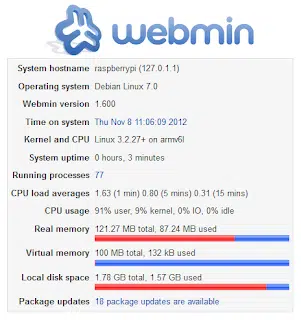 webmin
System hostname raspberrypi (127.0.1.1)
Operating system Debian Linux 7.0
Webmin version 1.600
Time on system Thu Nov 8 11:06:09 2012
Kernel and CPU Linux 3.2.27+ on armv6l
System uptime 0 hours, 3 minutes
Running processes 77
CPU load averages 1.63 (1 min) 0.80 (5 mins) 0.31 (15 mins)
CPU usage 91% user, 9% kernel, 0% IO, 0% idle
Real memory 121.27 MB total, 87.24 MB used
Virtual memory 100 MB total, 132 kB used
Local disk space 1.78 GB total, 1.57 GB used
Package updates 18 package updates are available